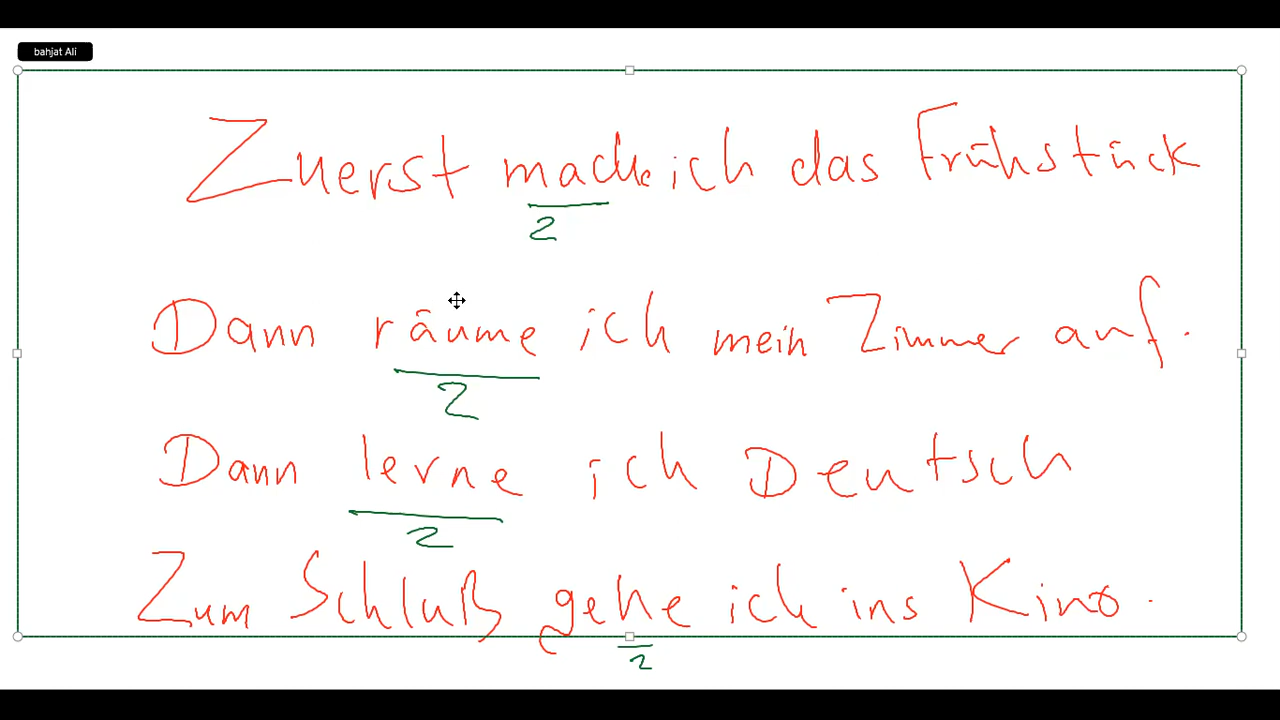 bahjat Ali
Zuerst mache ich das Frühstück
2
Dann räume ich mein Zimmer auf.
2
Dann lerne ich Deutsch
2
Zum Schluß gehe ich ins Kino.
2